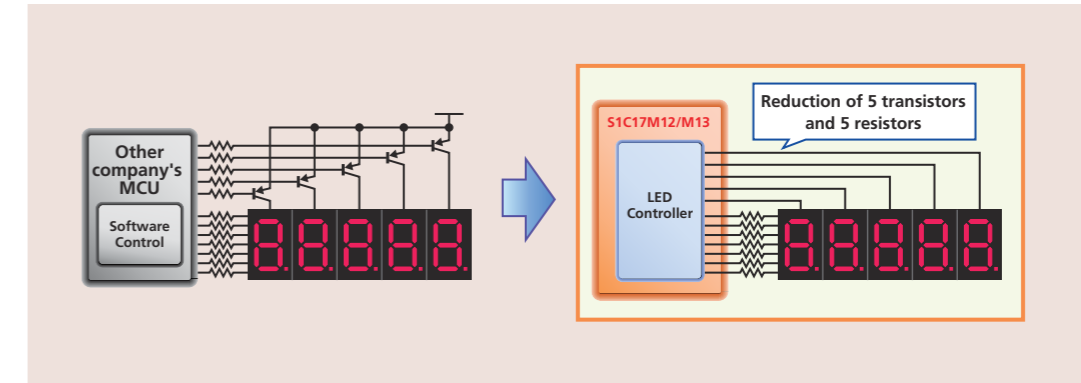 Other
company's
MCU
Software
Control
S1C17M12/M13
LED
Controller
Reduction of 5 transistors
and 5 resistors